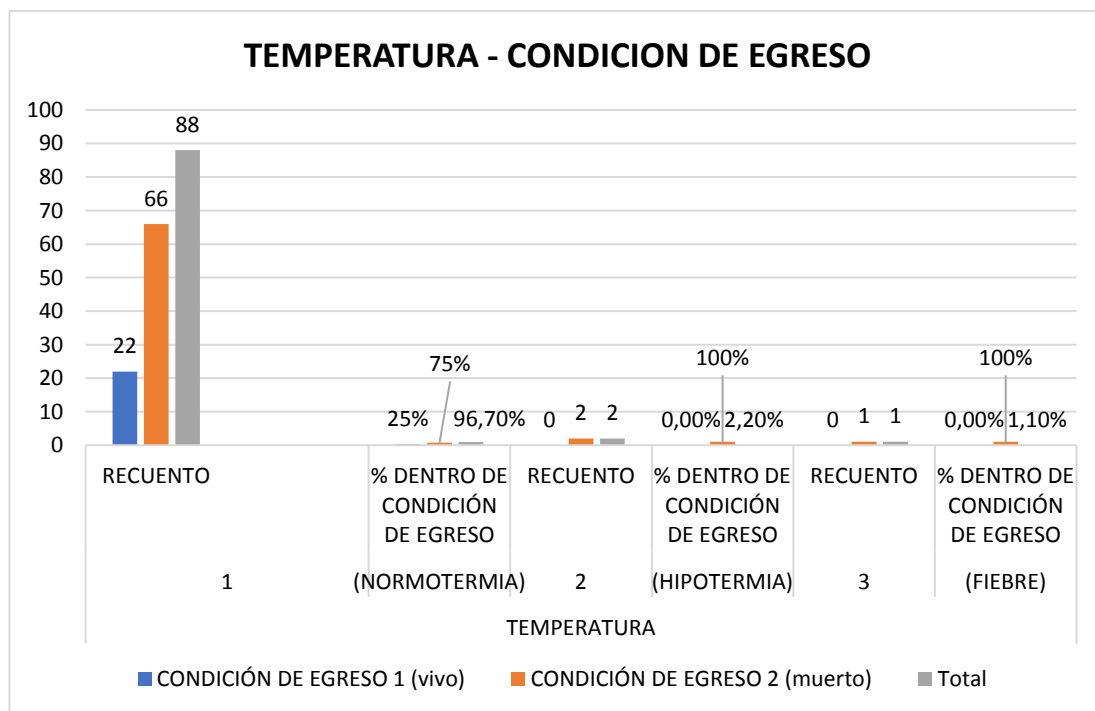 TEMPERATURA - CONDICION DE EGRESO
100
90
80
70
60
50
40
30
20
10
0
22
66
88
25%
75%
96,70%
0
2
2
0,00%
100%
2,20%
0
1
1
0,00%
100%
1,10%
RECUENTO
% DENTRO DE
CONDICIÓN
DE EGRESO
RECUENTO
% DENTRO DE
CONDICIÓN
DE EGRESO
RECUENTO
% DENTRO DE
CONDICIÓN
DE EGRESO
1
(NORMOTERMIA)
2
(HIPOTERMIA)
3
(FIEBRE)
TEMPERATURA
CONDICIÓN DE EGRESO 1 (vivo)
CONDICIÓN DE EGRESO 2 (muerto)
Total